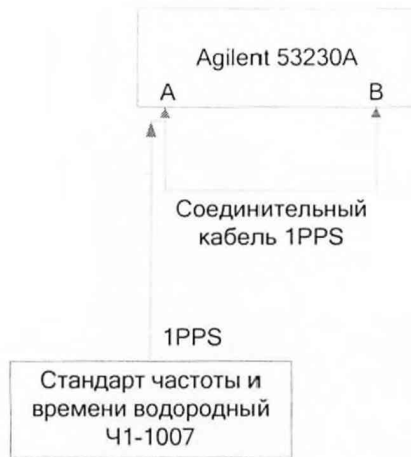 Agilent 53230A
A B
Соединительный
кабель 1PPS
1PPS
Стандарт частоты и
времени водородный
Ч1-1007